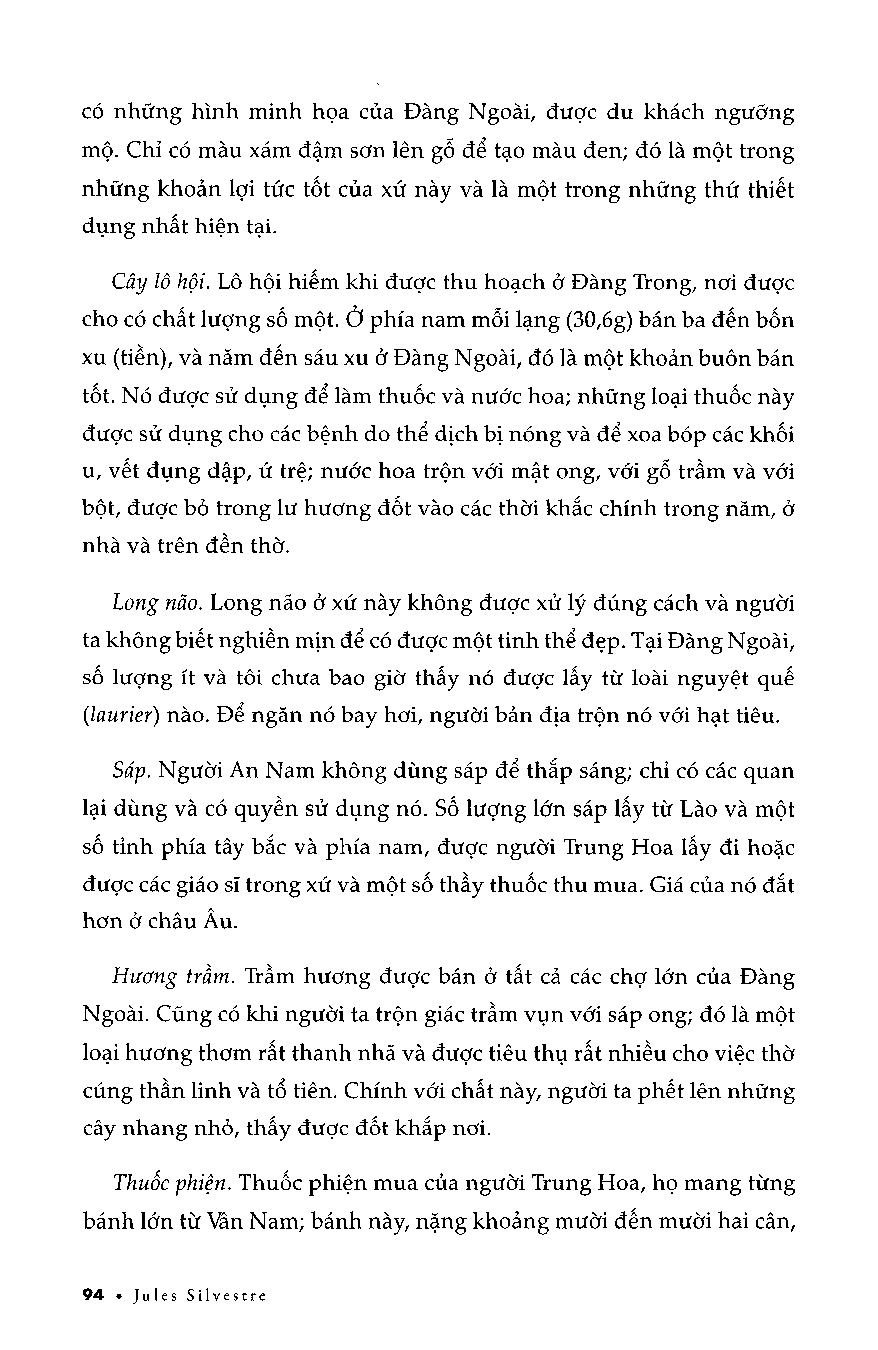 có những hình minh họa của Đàng Ngoài, được du khách ngưỡng
mộ. Chỉ có màu xám đậm sơn lên gỗ để tạo màu đen; đó là một trong
những khoản lợi tức tốt của xứ này và là một trong những thứ thiết
dụng nhất hiện tại.
Cây lô hội. Lô hội hiếm khi được thu hoạch ở Đàng Trong, nơi được
cho có chất lượng số một. Ở phía nam mỗi lạng (30,6g) bán ba đến bốn
xu (tiền), và năm đến sáu xu ở Đàng Ngoài, đó là một khoản buôn bán
tốt. Nó được sử dụng để làm thuốc và nước hoa; những loại thuốc này
được sử dụng cho các bệnh do thể dịch bị nóng và để xoa bóp các khối
u, vết đụng dập, ứ trệ; nước hoa trộn với mật ong, với gỗ trầm và với
bột, được bỏ trong lư hương đốt vào các thời khắc chính trong năm, ở
nhà và trên đền thờ.
Long não. Long não ở xứ này không được xử lý đúng cách và người
ta không biết nghiền mịn để có được một tinh thể đẹp. Tại Đàng Ngoài,
số lượng ít và tôi chưa bao giờ thấy nó được lấy từ loài nguyệt quế
(laurier) nào. Để ngăn nó bay hơi, người bản địa trộn nó với hạt tiêu.
Sáp. Người An Nam không dùng sáp để thắp sáng; chỉ có các quan
lại dùng và có quyền sử dụng nó. Số lượng lớn sáp lấy từ Lào và một
số tỉnh phía tây bắc và phía nam, được người Trung Hoa lấy đi hoặc
được các giáo sĩ trong xứ và một số thầy thuốc thu mua. Giá của nó đắt
hơn ở châu Âu.
Hương trầm. Trầm hương được bán ở tất cả các chợ lớn của Đàng
Ngoài. Cũng có khi người ta trộn giác trầm vụn với sáp ong; đó là một
loại hương thơm rất thanh nhã và được tiêu thụ rất nhiều cho việc thờ
cúng thần linh và tổ tiên. Chính với chất này, người ta phết lên những
cây nhang nhỏ, thấy được đốt khắp nơi.
Thuốc phiện. Thuốc phiện mua của người Trung Hoa, họ mang từng
bánh lớn từ Vân Nam; bánh này, nặng khoảng mười đến mười hai cân,
94 • Jules Silvestre